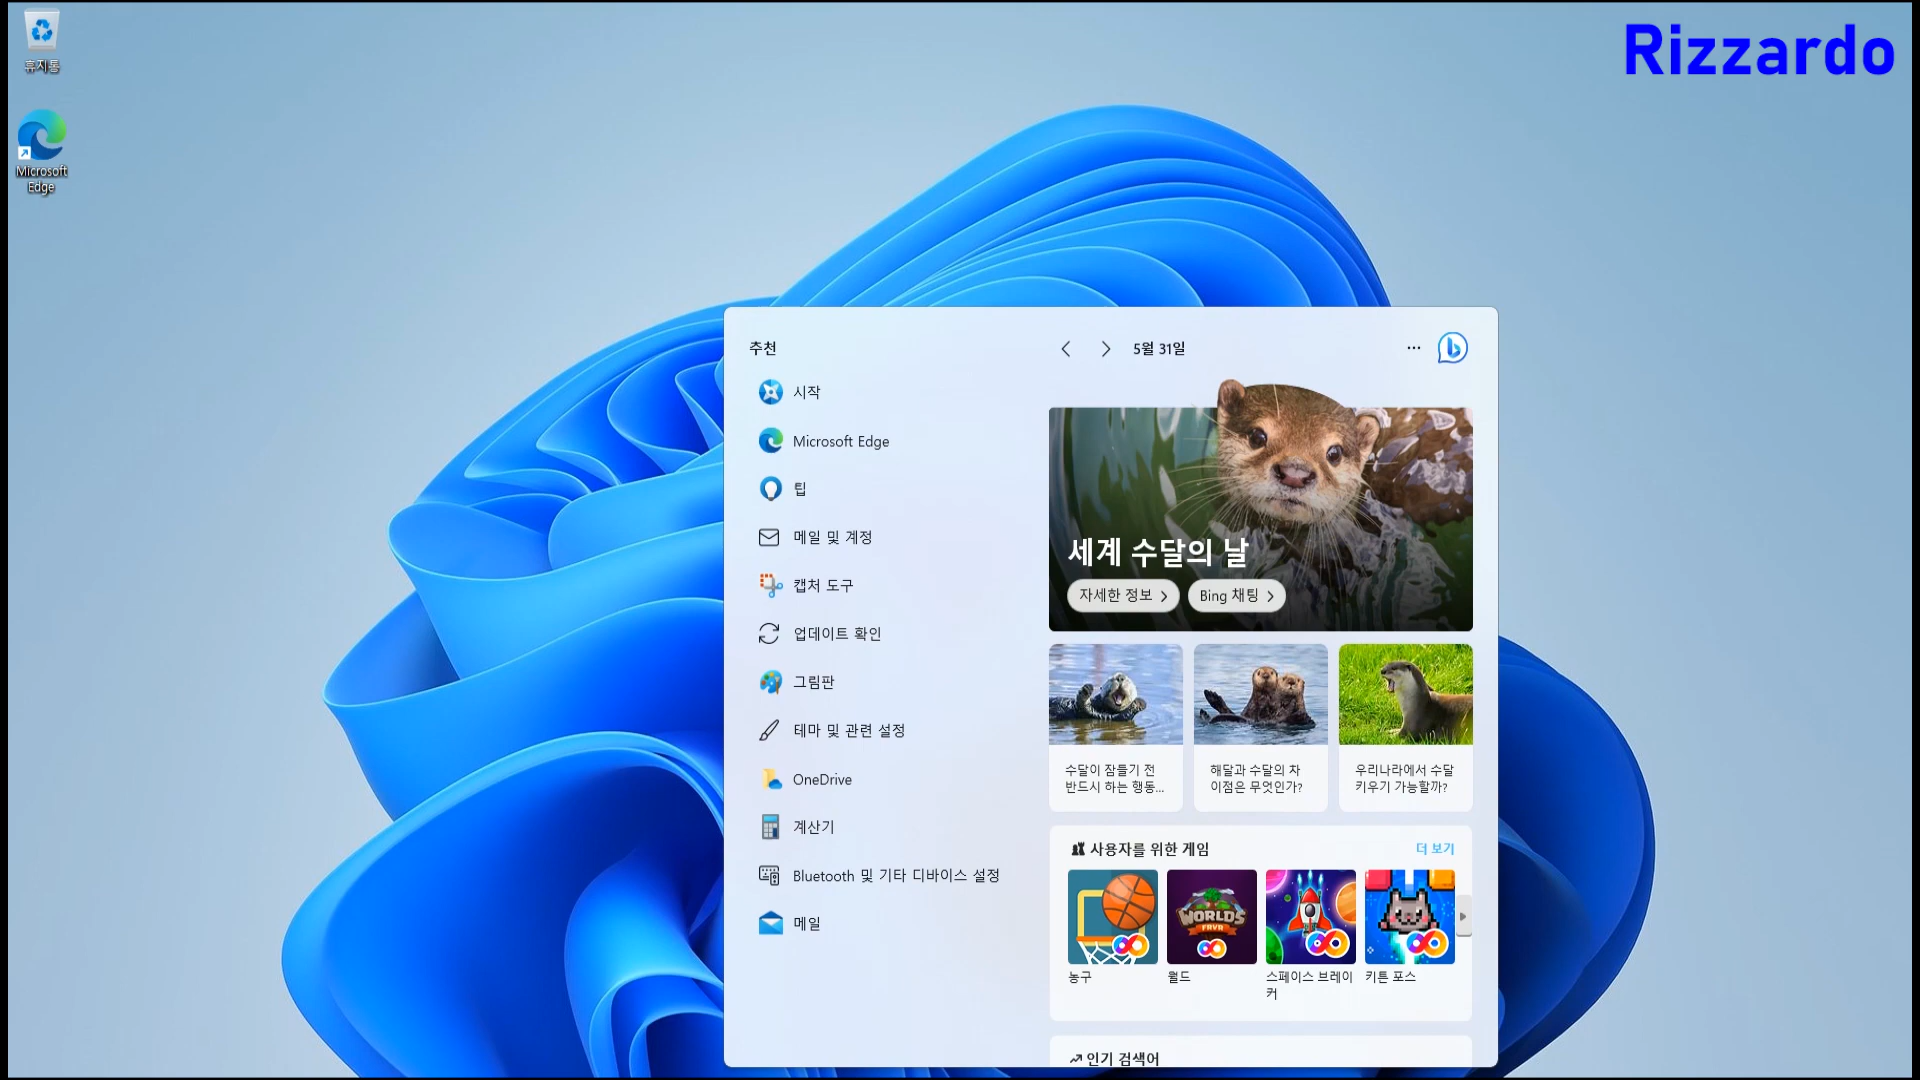 휴지통
Microsoft
Edge
Rizzardo
추천
시작
Microsoft Edge
팁
메일 및 계정
캡처 도구
업데이트 확인
그림판
테마 및 관련 설정
OneDrive
계산기
Bluetooth 및 기타 디바이스 설정
메일
5월 31일
세계 수달의 날
자세한 정보
Bing 채팅
수달이 잠들기 전
반드시 하는 행동...
해달과 수달의 차
이점은 무엇인가?
우리나라에서 수달
키우기 가능할까?
사용자를 위한 게임
더 보기
WORLDS
FRVR
농구
월드
스페이스 브레이
커
키튼 포스
인기 검색어